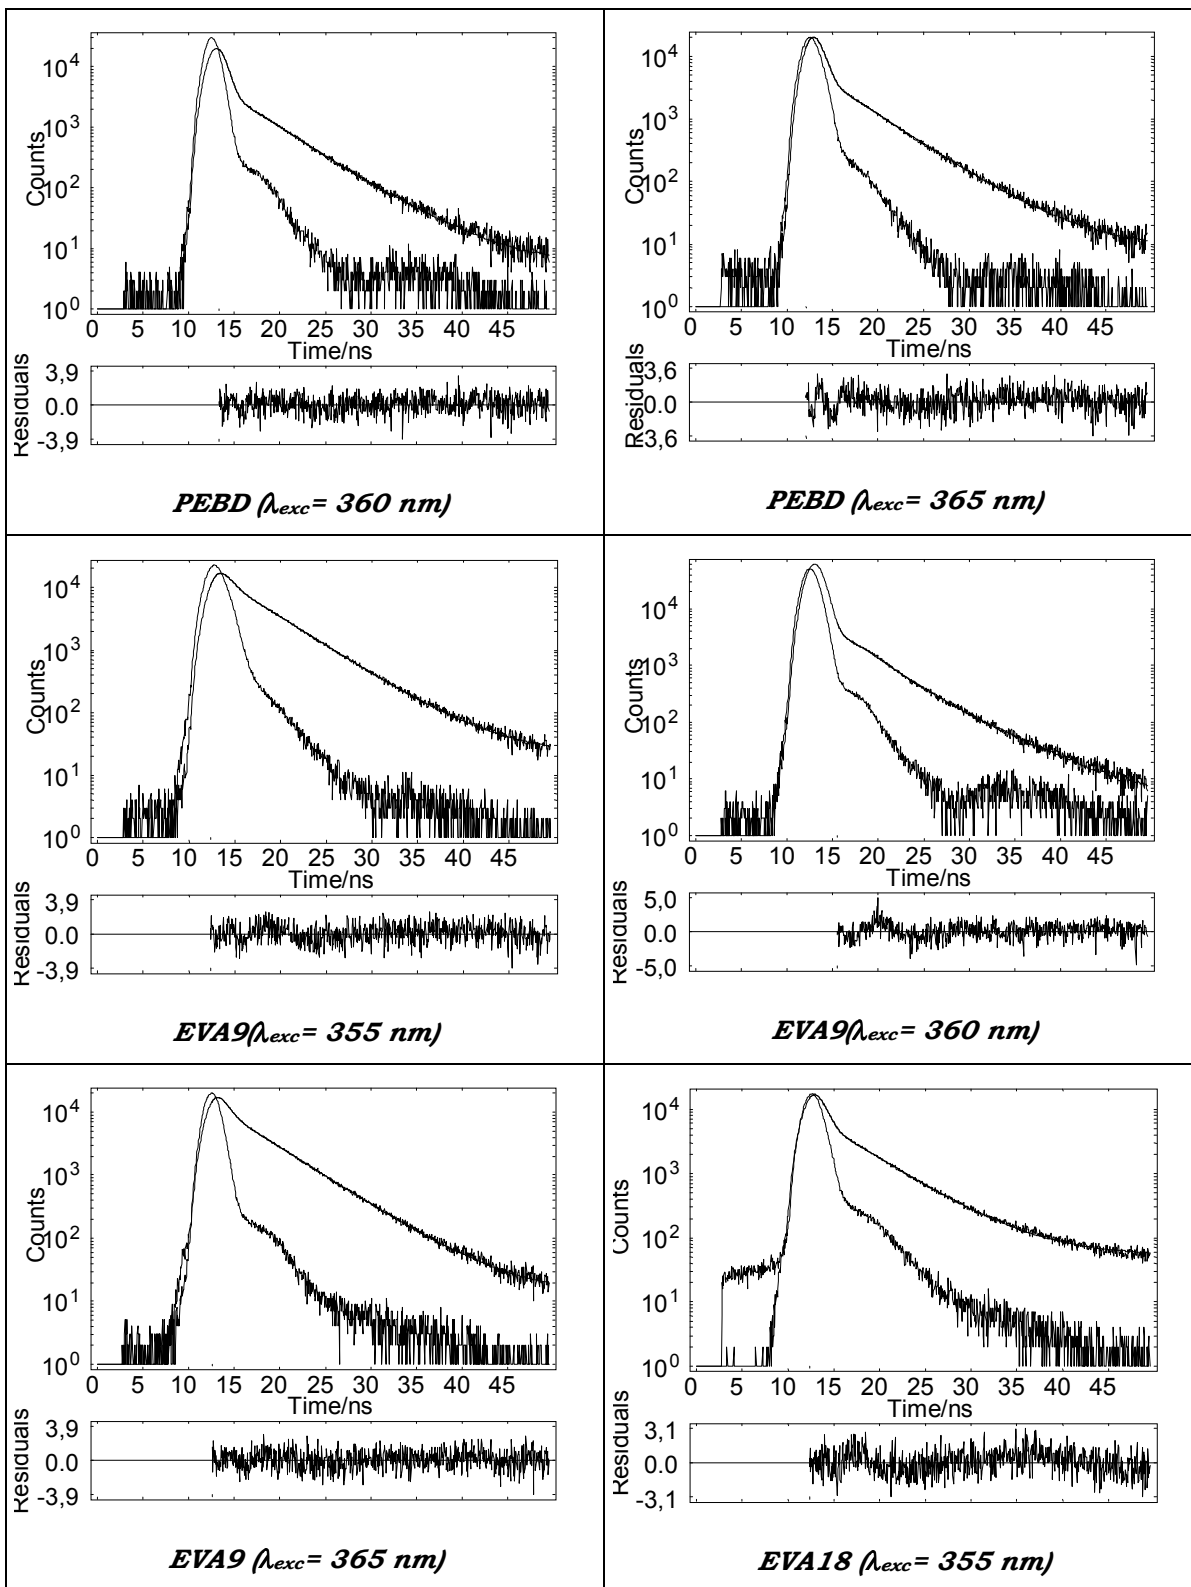 10⁴
10³
10²
10¹
10⁰
Counts
0 5 10 15 20 25 30 35 40 45
Time/ns
Residuals
3,9
0.0
-3,9
PEBD (λexc= 360 nm)
10⁴
10³
10²
10¹
10⁰
Counts
0 5 10 15 20 25 30 35 40 45
Time/ns
Residuals
3,6
0.0
-3,6
PEBD (λexc= 365 nm)
10⁴
10³
10²
10¹
10⁰
Counts
0 5 10 15 20 25 30 35 40 45
Time/ns
Residuals
3,9
0.0
-3,9
EVA9(λexc= 355 nm)
10⁴
10³
10²
10¹
10⁰
Counts
0 5 10 15 20 25 30 35 40 45
Time/ns
Residuals
5,0
0.0
-5,0
EVA9(λexc= 360 nm)
10⁴
10³
10²
10¹
10⁰
Counts
0 5 10 15 20 25 30 35 40 45
Time/ns
Residuals
3,9
0.0
-3,9
EVA9 (λexc= 365 nm)
10⁴
10³
10²
10¹
10⁰
Counts
0 5 10 15 20 25 30 35 40 45
Time/ns
Residuals
3,1
0.0
-3,1
EVA18 (λexc= 355 nm)